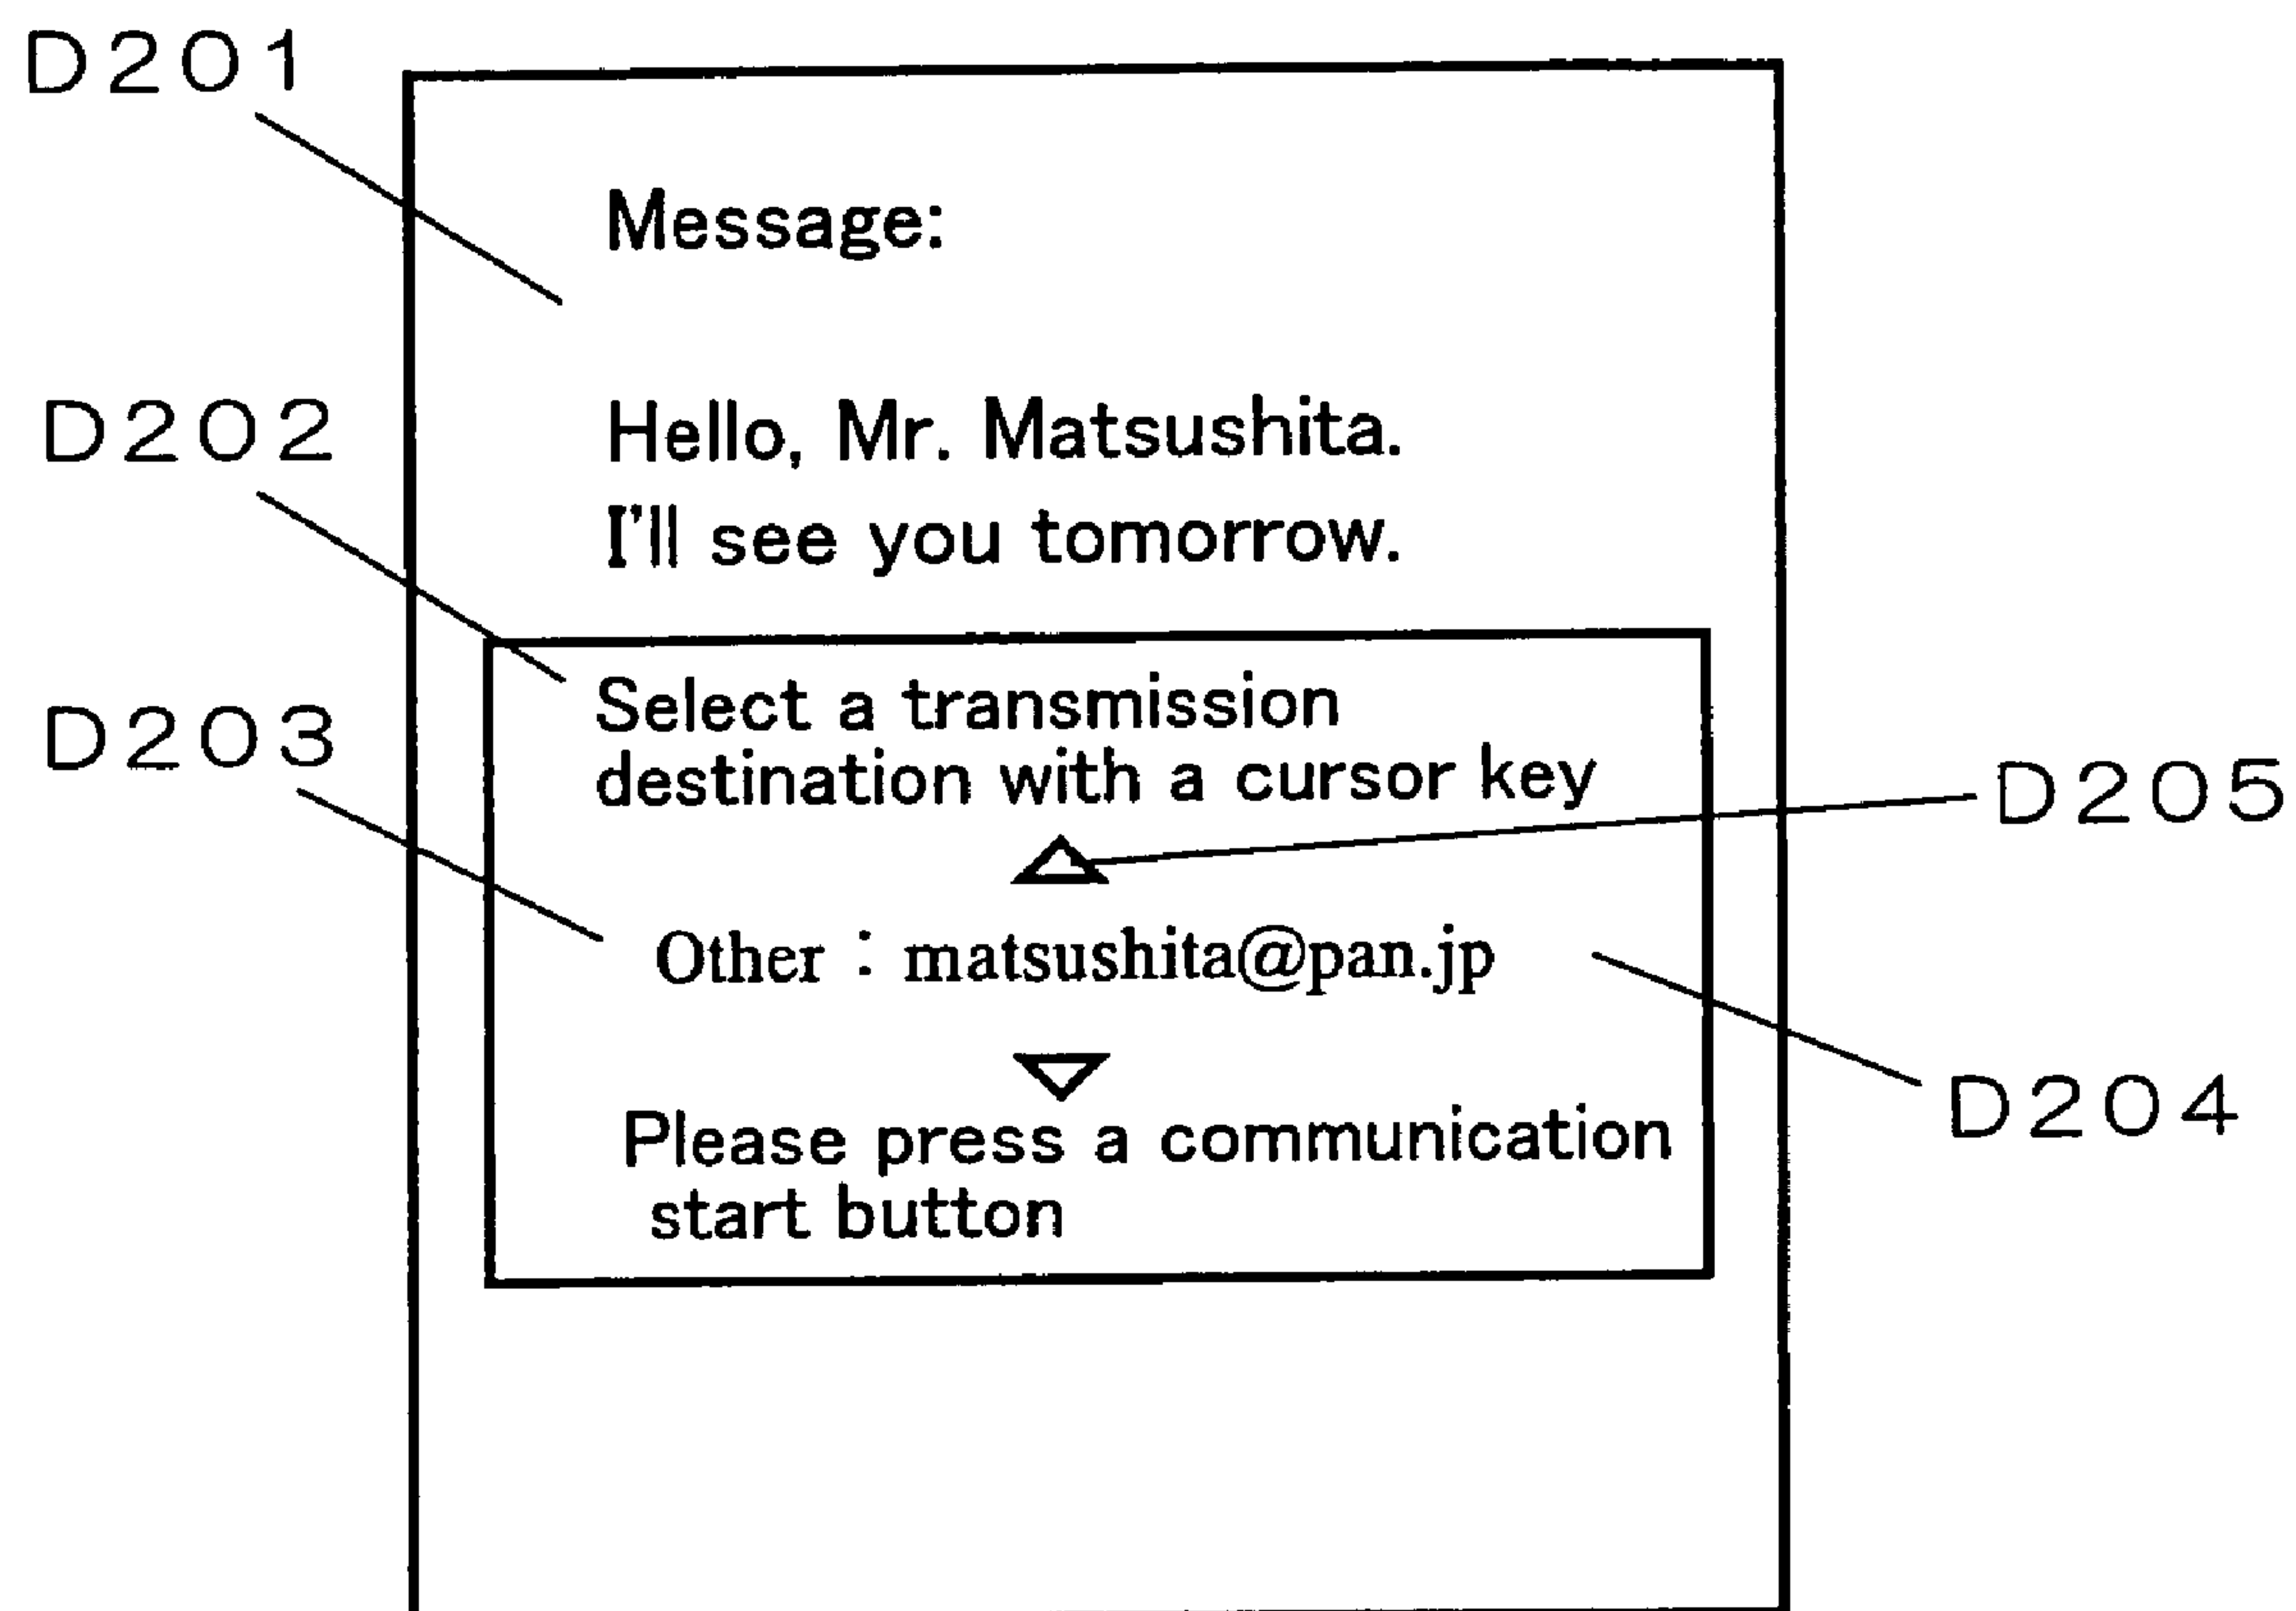 D201
Message:
D202
Hello, Mr. Matsushita.
I'll see you tomorrow.
D203
Select a transmission
destination with a cursor key
D205
Other : matsushita@pan.jp
D204
Please press a communication
start button